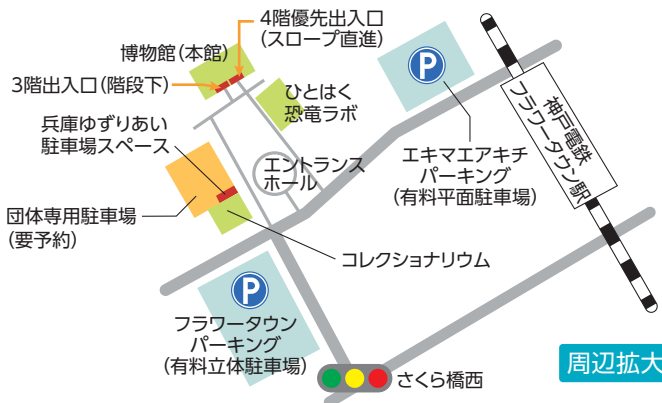 4階優先出入口
(スロープ直進)
博物館(本館)
3階出入口(階段下)
ひとはく
恐竜ラボ
兵庫ゆずりあい
駐車場スペース
エントランス
ホール
団体専用駐車場
(要予約)
コレクショナリウム
P
エキマエアキチ
パーキング
(有料平面駐車場)
神戸電鉄
フラワータウン駅
P
フラワータウン
パーキング
(有料立体駐車場)
さくら橋西
周辺拡大